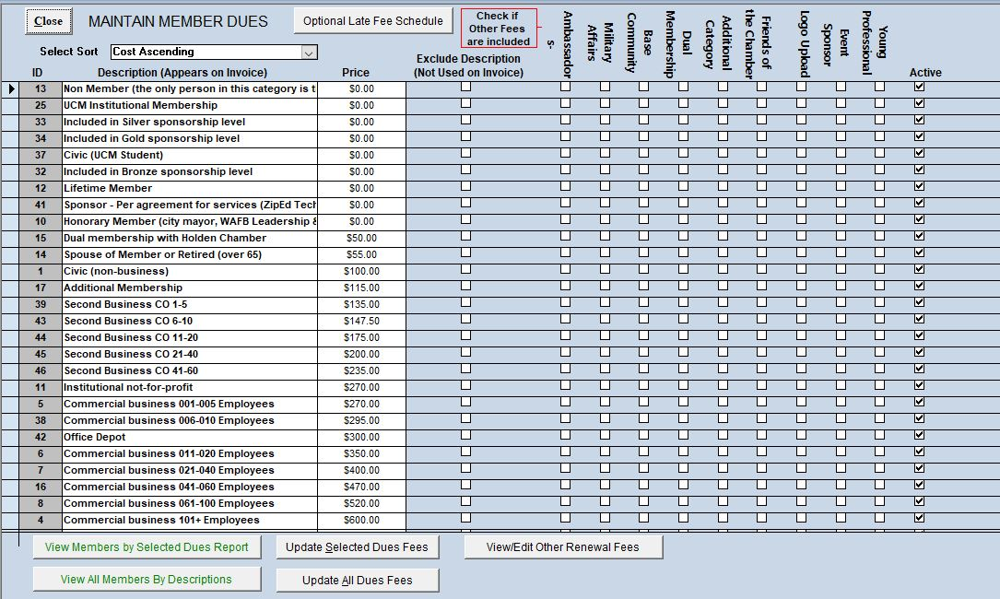 Close
MAINTAIN MEMBER DUES
Optional Late Fee Schedule
Check if
Other Fees
are included
s-
Ambassador
Military
Affairs
Base
Community
Dual
Membership
Additional
Category
Friends of
the Chamber
Logo Upload
Event
Sponsor
Young
Professional
Select Sort Cost Ascending
Exclude Description
(Not Used on Invoice)
ID Description (Appears on Invoice) Price Active
13 Non Member (the only person in this category is t $0.00
25 UCM Institutional Membership $0.00
33 Included in Silver sponsorship level $0.00
34 Included in Gold sponsorship level $0.00
37 Civic (UCM Student) $0.00
32 Included in Bronze sponsorship level $0.00
12 Lifetime Member $0.00
41 Sponsor - Per agreement for services (ZipEd Tech $0.00
10 Honorary Member (city mayor, WAFB Leadership & $0.00
15 Dual membership with Holden Chamber $50.00
14 Spouse of Member or Retired (over 65) $55.00
1 Civic (non-business) $100.00
17 Additional Membership $115.00
39 Second Business CO 1-5 $135.00
43 Second Business CO 6-10 $147.50
44 Second Business CO 11-20 $175.00
45 Second Business CO 21-40 $200.00
46 Second Business CO 41-60 $235.00
11 Institutional not-for-profit $270.00
5 Commercial business 001-005 Employees $270.00
38 Commercial business 006-010 Employees $295.00
42 Office Depot $300.00
6 Commercial business 011-020 Employees $350.00
7 Commercial business 021-040 Employees $400.00
16 Commercial business 041-060 Employees $470.00
8 Commercial business 061-100 Employees $520.00
4 Commercial business 101+ Employees $600.00
View Members by Selected Dues Report Update Selected Dues Fees View/Edit Other Renewal Fees
View All Members By Descriptions Update All Dues Fees